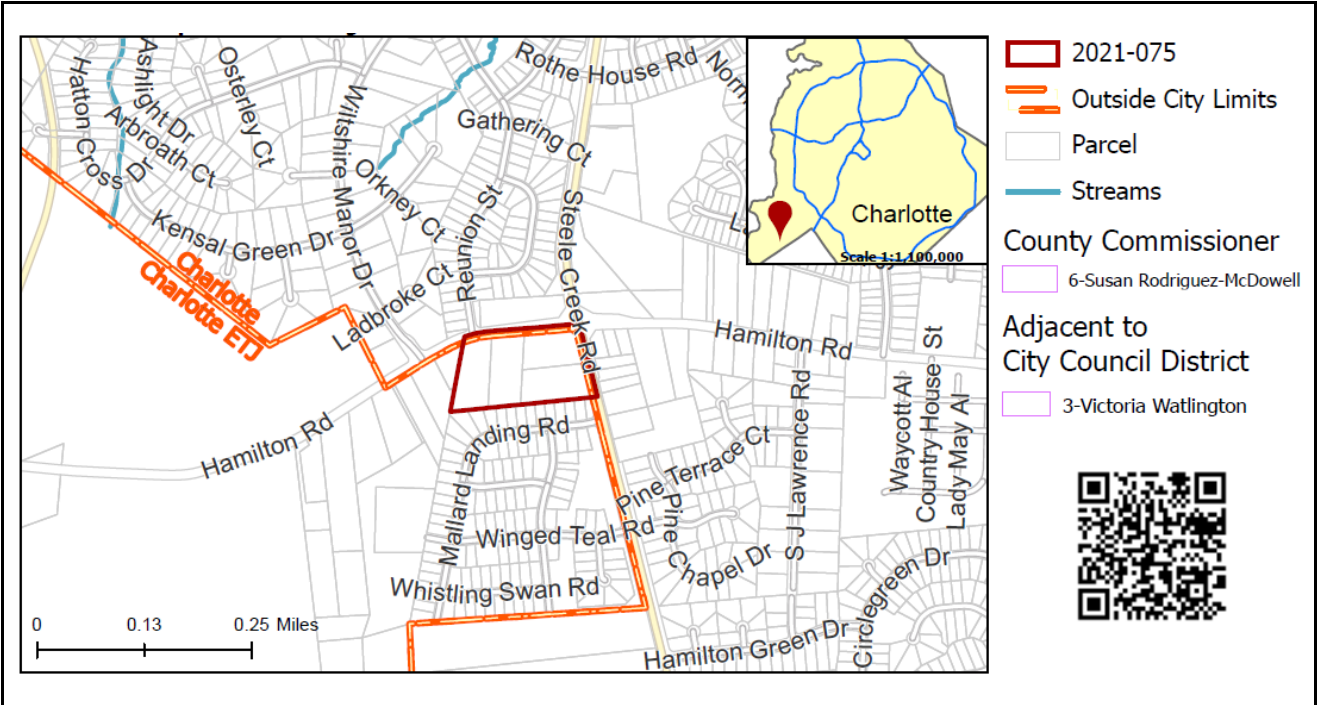 Rothe House Rd
Norm
Ashlight Dr
Osterley Ct
Hatton Cross Dr
Arbroath Ct
Wiltshire Manor Dr
Gathering Ct
Orkney Ct
Kensal Green Dr
Reunion St
Steele Creek Rd
Ladbroke Ct
Charlotte
Charlotte ETJ
Hamilton Rd
Hamilton Rd
Mallard Landing Rd
Pine Terrace Ct
Pine Chapel Dr
Winged Teal Rd
Whistling Swan Rd
S J Lawrence Rd
Waycott Al
Country House St
Lady May Al
Circlegreen Dr
Hamilton Green Dr
0 0.13 0.25 Miles
Charlotte
Scale 1:1,100,000
2021-075
Outside City Limits
Parcel
Streams
County Commissioner
6-Susan Rodriguez-McDowell
Adjacent to
City Council District
3-Victoria Watlington